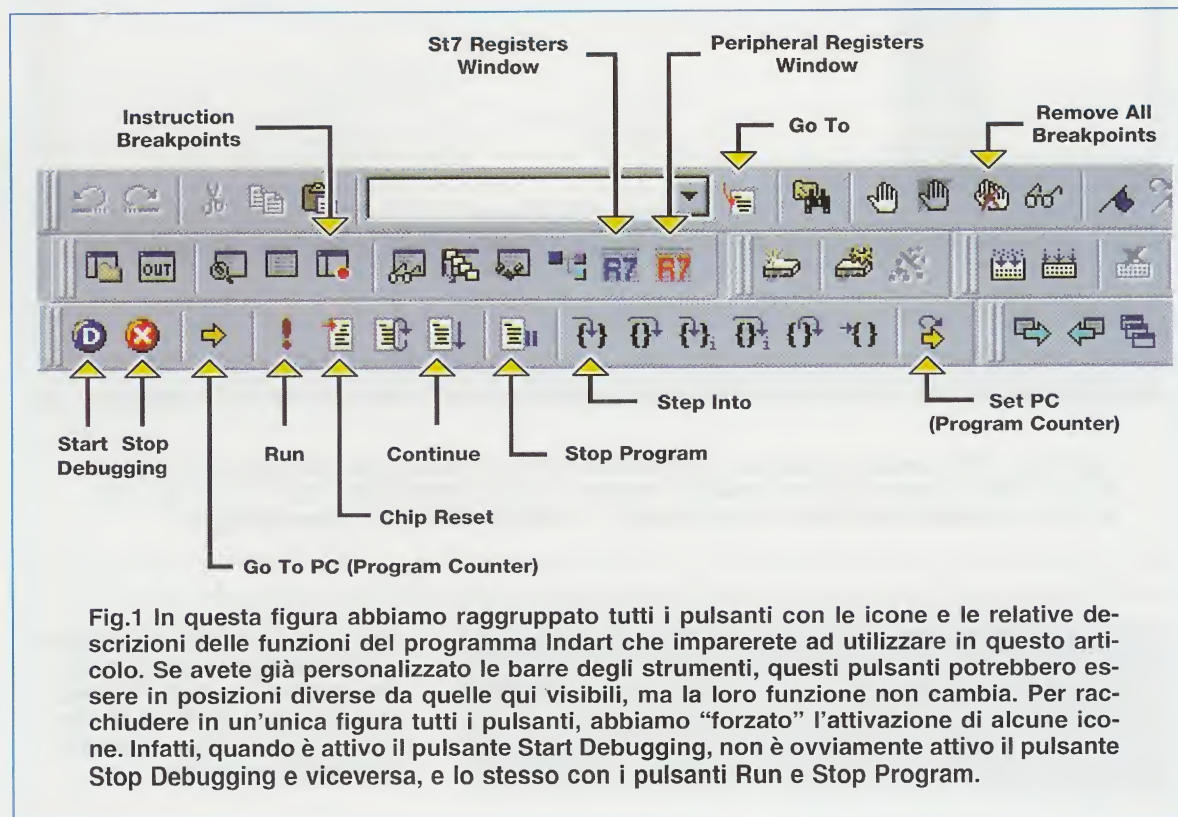 St7 Registers
Window
Peripheral Registers
Window
Instruction
Breakpoints
Go To
Remove All
Breakpoints
OUT
R7
R7
D
Step Into
Set PC
(Program Counter)
Start Stop
Debugging
Run
Continue
Stop Program
Chip Reset
Go To PC (Program Counter)
Fig.1 In questa figura abbiamo raggruppato tutti i pulsanti con le icone e le relative de-
scrizioni delle funzioni del programma Indart che imparerete ad utilizzare in questo arti-
colo. Se avete già personalizzato le barre degli strumenti, questi pulsanti potrebbero es-
sere in posizioni diverse da quelle qui visibili, ma la loro funzione non cambia. Per rac-
chiudere in un'unica figura tutti i pulsanti, abbiamo “forzato” l'attivazione di alcune ico-
ne. Infatti, quando è attivo il pulsante Start Debugging, non è ovviamente attivo il pulsante
Stop Debugging e viceversa, e lo stesso con i pulsanti Run e Stop Program.